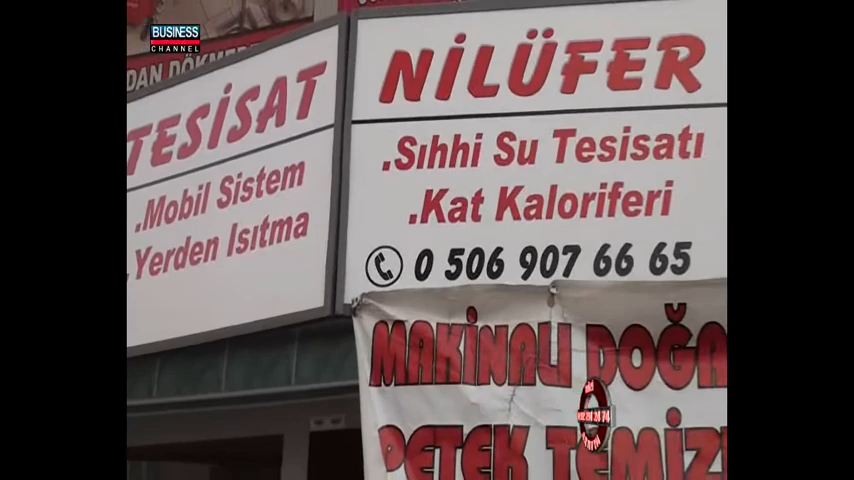 BUSINESS
CHANNEL
DAN DÖKME
TESİSAT
.Mobil Sistem
.Yerden Isıtma
NİLÜFER
.Sıhhi Su Tesisatı
.Kat Kaloriferi
0 506 907 66 65
MAKİNALI DOĞA
PETEK TEMİZ